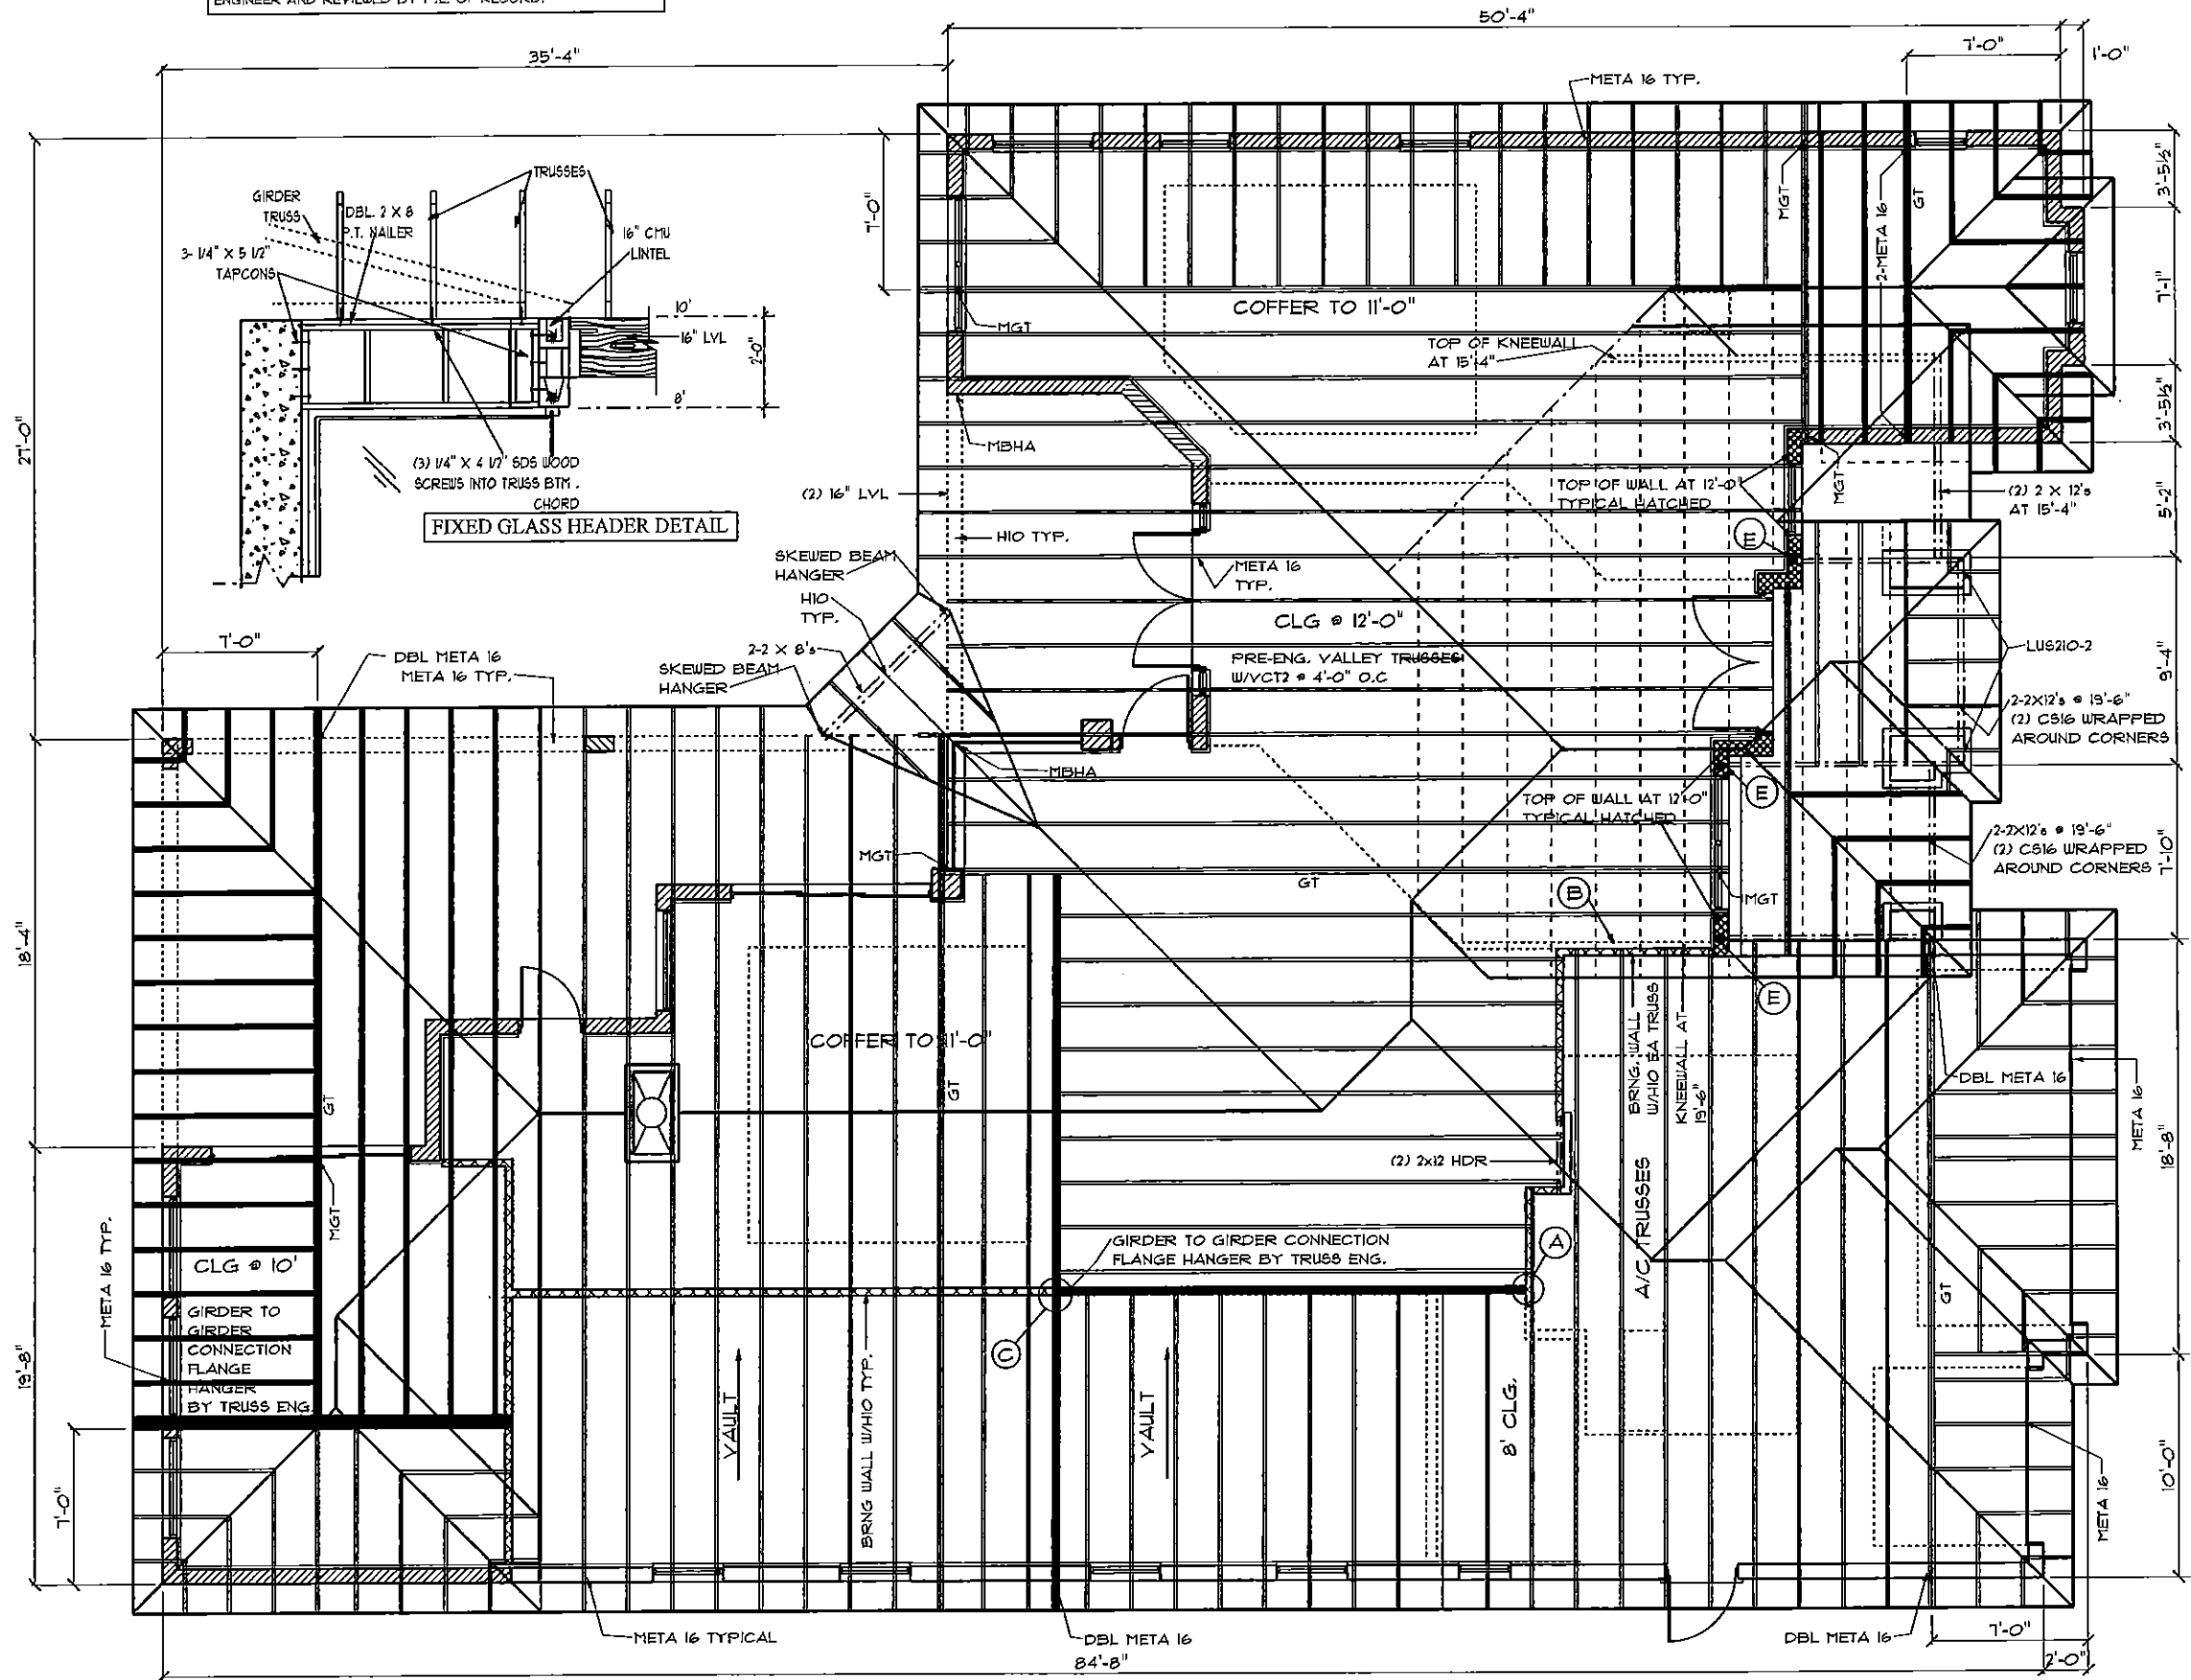 ENGINEER AND REVIEWED BY P.E. OF RECORD.
50'-4"
35'-4"
7'-0"
1'-0"
META 16 TYP.
TRUSSES
GIRDER
TRUSS
DBL. 2 X 8
P.T. NAILER
16" CMU
LINTEL
3- 1/4" X 5 1/2"
TAPCONS
10'
16" LVL
2'-0"
8'
(3) 1/4" X 4 1/2" SDS WOOD
SCREWS INTO TRUSS BTM.
CHORD
FIXED GLASS HEADER DETAIL
27'-0"
7'-0"
MGT
COFFER TO 11'-0"
MGT
2-META 16
GT
3'-5½"
7'-1"
3'-5½"
TOP OF KNEEWALL
AT 15'-4"
MBHA
(2) 16" LVL
H10 TYP.
TOP OF WALL AT 12'-0"
TYPICAL HATCHED
MGT
(2) 2 X 12's
AT 15'-4"
5'-2"
E
SKEWED BEAM
HANGER
H10
TYP.
META 16
TYP.
CLG @ 12'-0"
2-2 X 8's
SKEWED BEAM
HANGER
PRE-ENG. VALLEY TRUSSES
W/VCT2 @ 4'-0" O.C
LUS210-2
9'-4"
7'-0"
DBL META 16
META 16 TYP.
2-2X12's @ 19'-6"
(2) CS16 WRAPPED
AROUND CORNERS
MBHA
E
TOP OF WALL AT 12'-0"
TYPICAL HATCHED
2-2X12's @ 19'-6"
(2) CS16 WRAPPED
AROUND CORNERS
7'-10"
MGT
GT
B
MGT
18'-4"
E
COFFER TO 11'-0"
GT
GT
BRNG. WALL
W/H10 EA TRUSS
KNEEWALL AT
19'-6"
DBL META 16
META 16
18'-8"
(2) 2x12 HDR
A/C TRUSSES
MGT
META 16 TYP.
CLG @ 10'
GIRDER TO GIRDER CONNECTION
FLANGE HANGER BY TRUSS ENG.
A
GT
GIRDER TO
GIRDER
CONNECTION
FLANGE
HANGER
BY TRUSS ENG.
19'-8"
C
VAULT
BRNG WALL W/H10 TYP.
VAULT
8' CLG.
7'-0"
META 16
10'-0"
META 16 TYPICAL
DBL META 16
DBL META 16
7'-0"
84'-8"
2'-0"